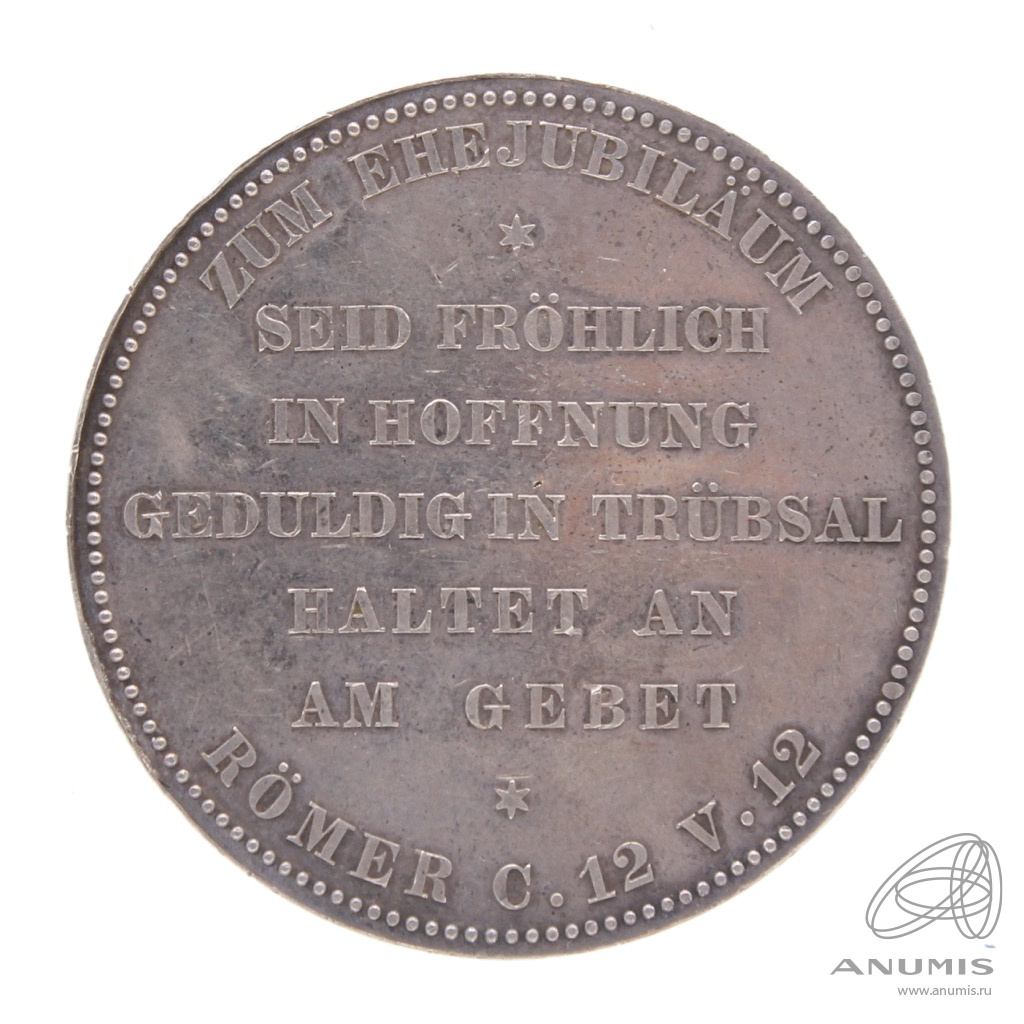 ZUM EHEJUBILÄUM
SEID FRÖHLICH
IN HOFFNUNG
GEDULDIG IN TRÜBSAL
HALTET AN
AM GEBET
RÖMER C. 12 V. 12
ANUMIS
www.anumis.ru